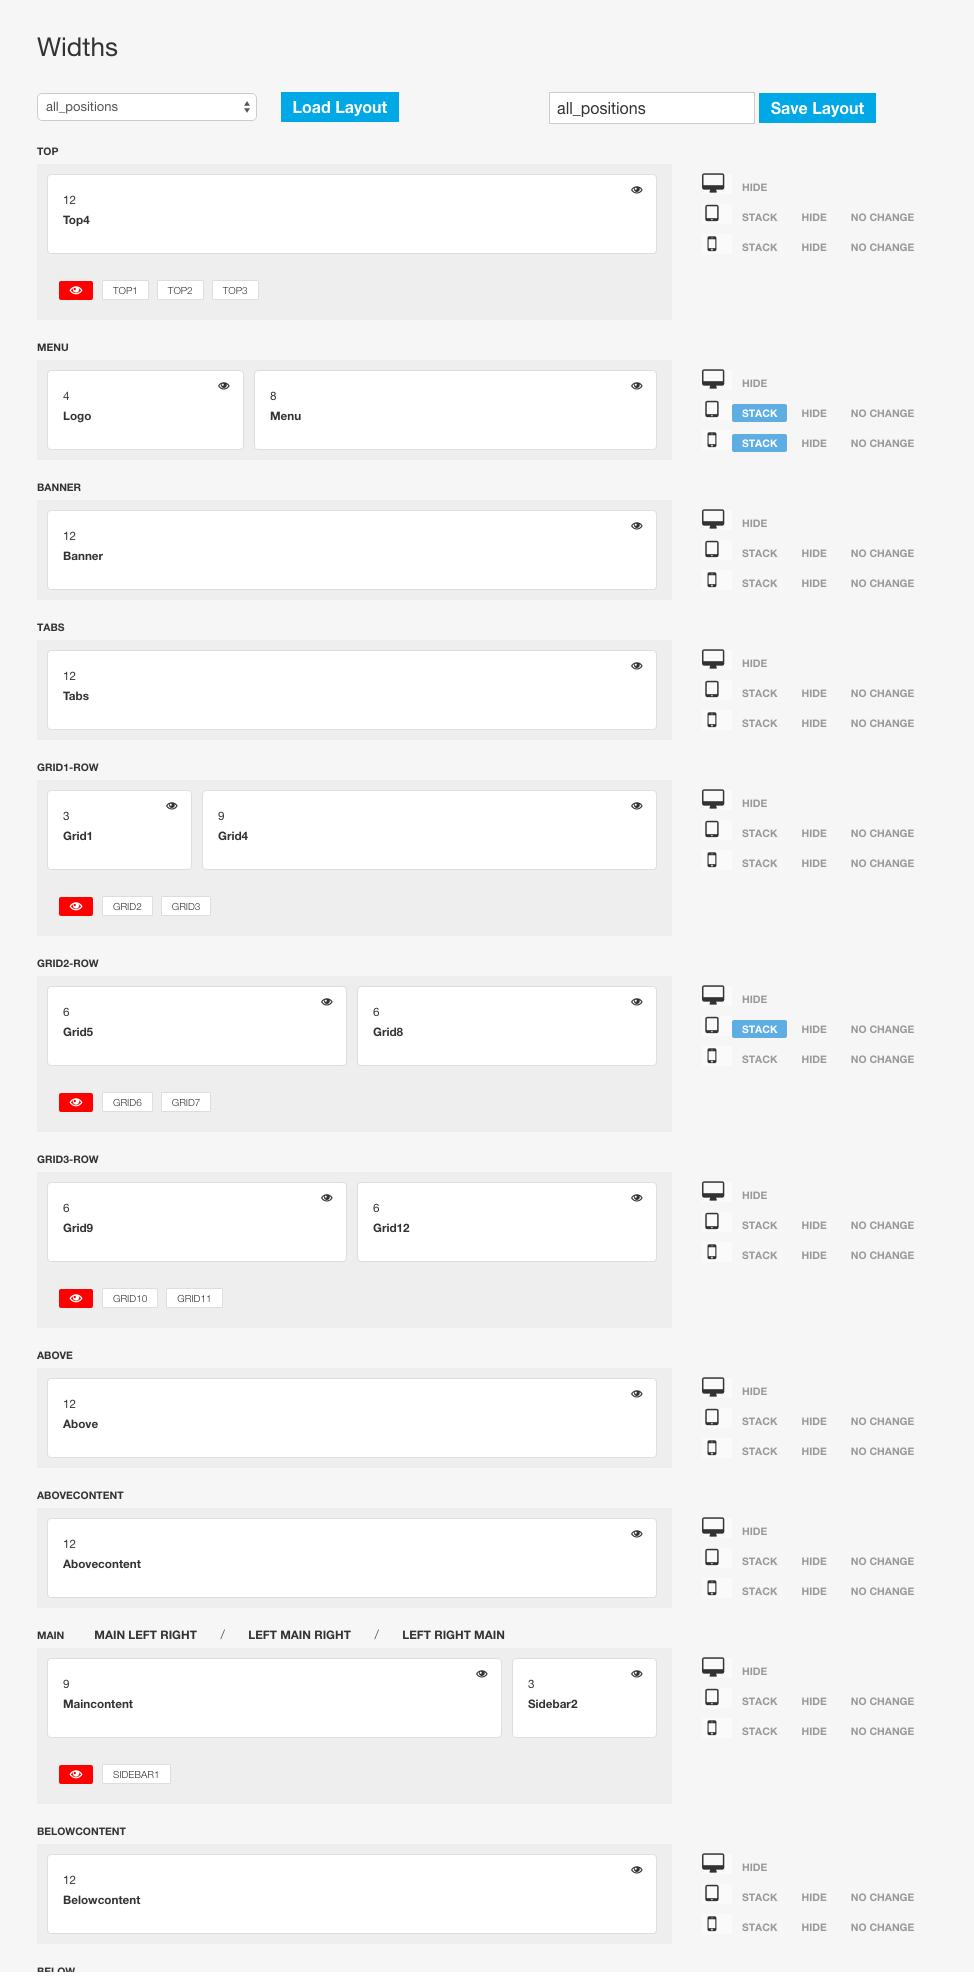 Widths
all_positions Load Layout all_positions Save Layout
TOP
12
Top4
HIDE
STACK HIDE NO CHANGE
STACK HIDE NO CHANGE
TOP1 TOP2 TOP3
MENU
4
Logo
8
Menu
HIDE
STACK HIDE NO CHANGE
STACK HIDE NO CHANGE
BANNER
12
Banner
HIDE
STACK HIDE NO CHANGE
STACK HIDE NO CHANGE
TABS
12
Tabs
HIDE
STACK HIDE NO CHANGE
STACK HIDE NO CHANGE
GRID1-ROW
3
Grid1
9
Grid4
HIDE
STACK HIDE NO CHANGE
STACK HIDE NO CHANGE
GRID2 GRID3
GRID2-ROW
6
Grid5
6
Grid8
HIDE
STACK HIDE NO CHANGE
STACK HIDE NO CHANGE
GRID6 GRID7
GRID3-ROW
6
Grid9
6
Grid12
HIDE
STACK HIDE NO CHANGE
STACK HIDE NO CHANGE
GRID10 GRID11
ABOVE
12
Above
HIDE
STACK HIDE NO CHANGE
STACK HIDE NO CHANGE
ABOVECONTENT
12
Abovecontent
HIDE
STACK HIDE NO CHANGE
STACK HIDE NO CHANGE
MAIN MAIN LEFT RIGHT / LEFT MAIN RIGHT / LEFT RIGHT MAIN
9
Maincontent
3
Sidebar2
HIDE
STACK HIDE NO CHANGE
STACK HIDE NO CHANGE
SIDEBAR1
BELOWCONTENT
12
Belowcontent
HIDE
STACK HIDE NO CHANGE
STACK HIDE NO CHANGE
BELOW